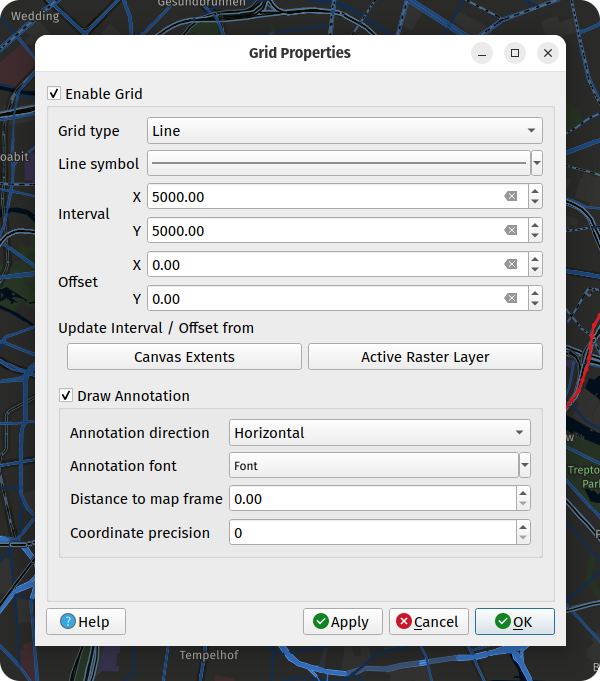 Gesundbrunnen
Wedding
Grid Properties
Enable Grid
oabit
Grid type
Line
Line symbol
Interval
X 5000.00
Y 5000.00
Offset
X 0.00
Y 0.00
Update Interval / Offset from
Canvas Extents
Active Raster Layer
Draw Annotation
Annotation direction
Horizontal
Annotation font
Font
Distance to map frame
0.00
Coordinate precision
0
w
Trepto
Park
Help
Apply
Cancel
OK
Tempelhof
B